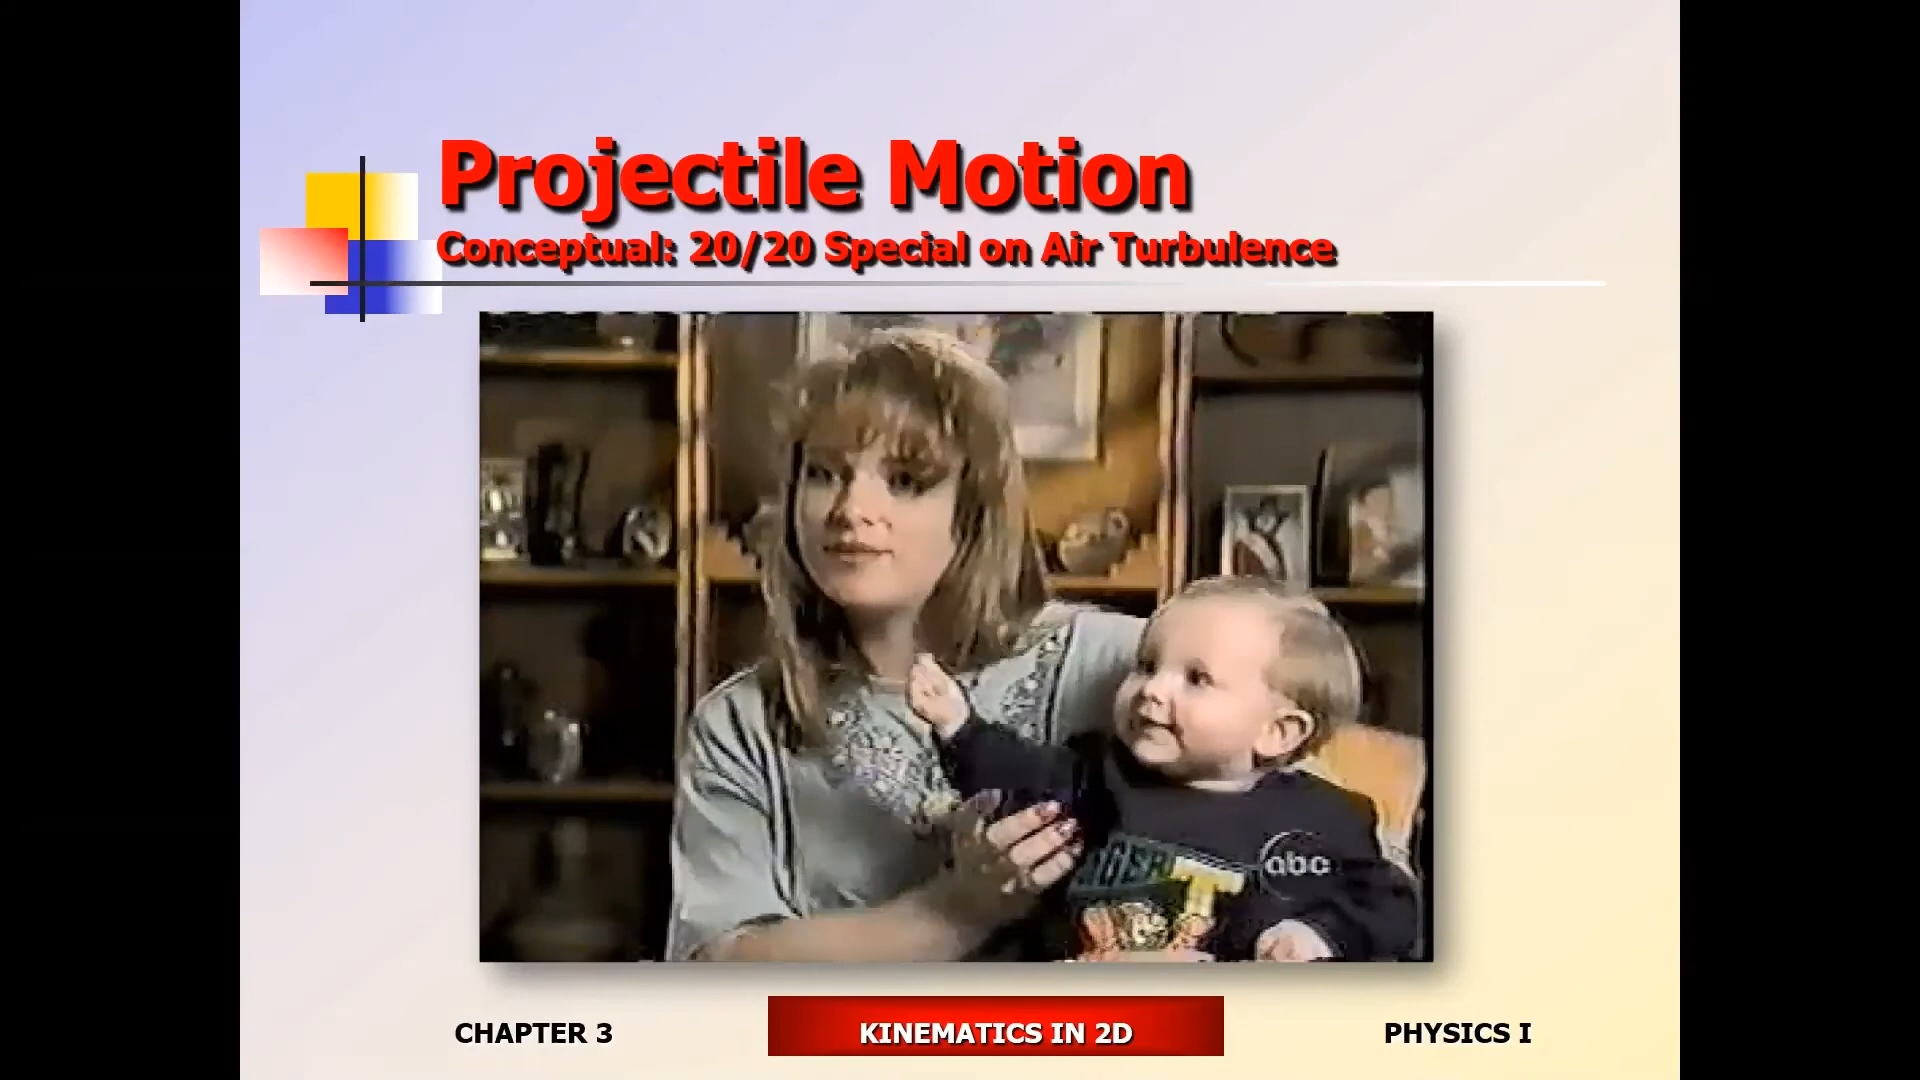 Projectile Motion
Conceptual: 20/20 Special on Air Turbulence
abc
CHAPTER 3
KINEMATICS IN 2D
PHYSICS I